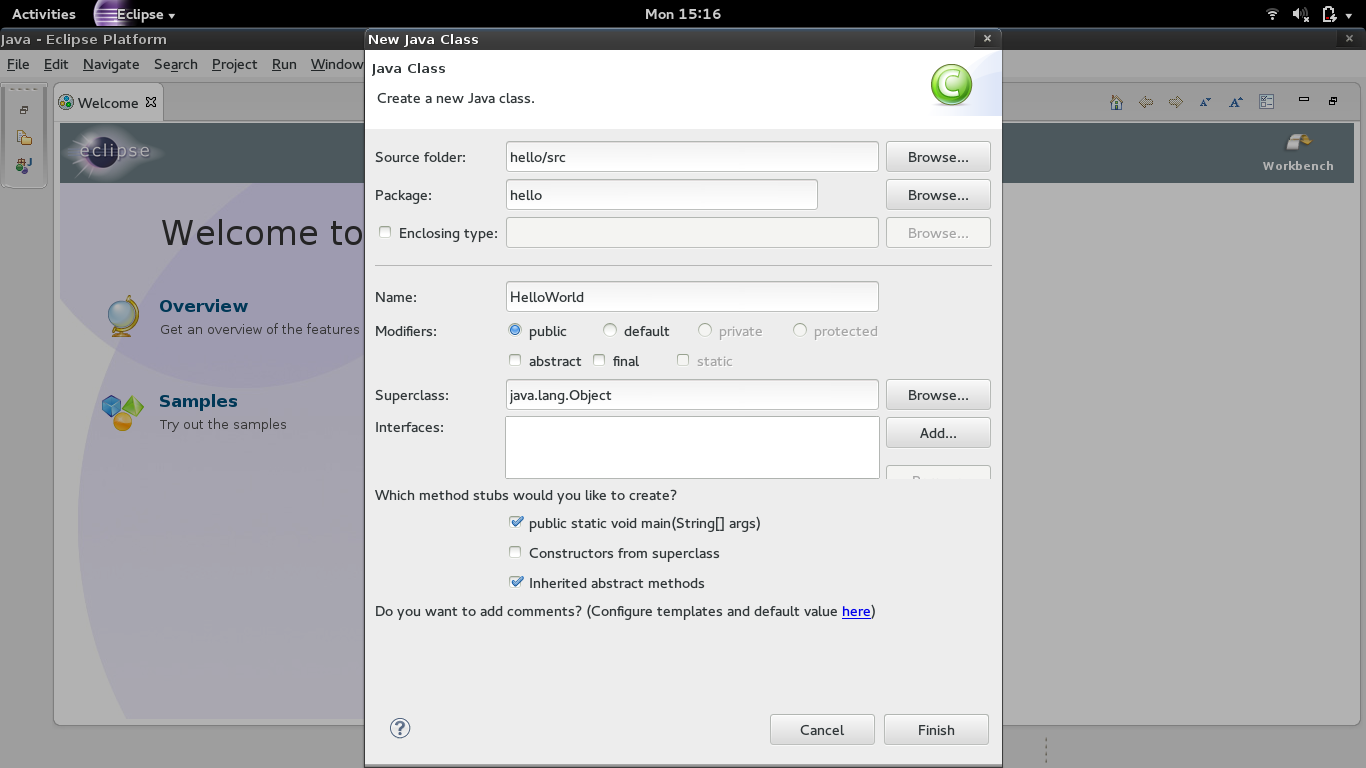 Activities Eclipse Mon 15:16
Java - Eclipse Platform
New Java Class
File Edit Navigate Search Project Run Window
Java Class
Create a new Java class.
Welcome
eclipse
Workbench
Source folder: hello/src Browse...
Package: hello Browse...
Enclosing type: Browse...
Welcome to
Name: HelloWorld
Overview
Get an overview of the features
Modifiers: public default private protected
abstract final static
Superclass: java.lang.Object Browse...
Samples
Try out the samples
Interfaces: Add...
Which method stubs would you like to create?
public static void main(String[] args)
Constructors from superclass
Inherited abstract methods
Do you want to add comments? (Configure templates and default value here)
Cancel Finish